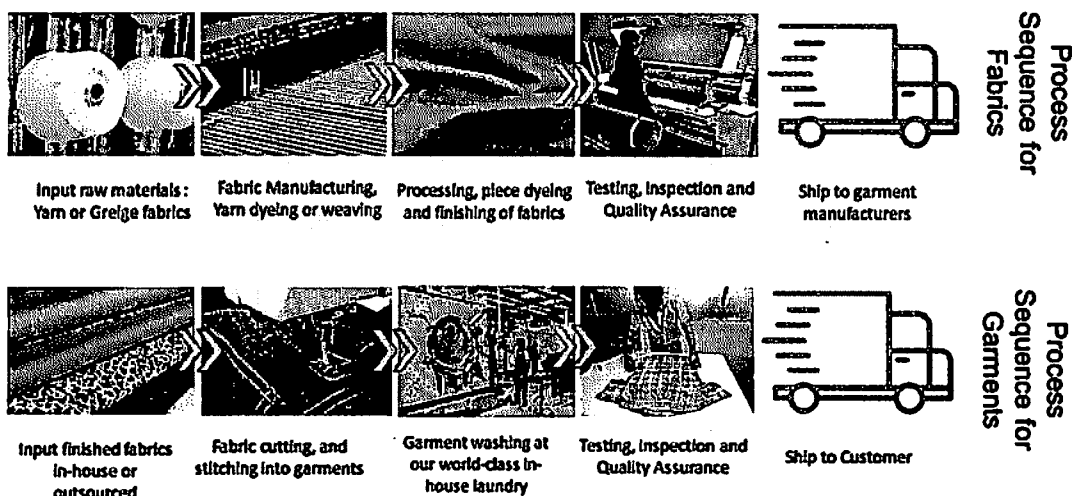 Process
Sequence for
Fabrics
Input raw materials :
Yarn or Greige fabrics
Fabric Manufacturing,
Yarn dyeing or weaving
Processing, piece dyeing
and finishing of fabrics
Testing, Inspection and
Quality Assurance
Ship to garment
manufacturers
Process
Sequence for
Garments
Input finished fabrics
in-house or
outsourced
Fabric cutting, and
stitching into garments
Garment washing at
our world-class in-
house laundry
Testing, Inspection and
Quality Assurance
Ship to Customer